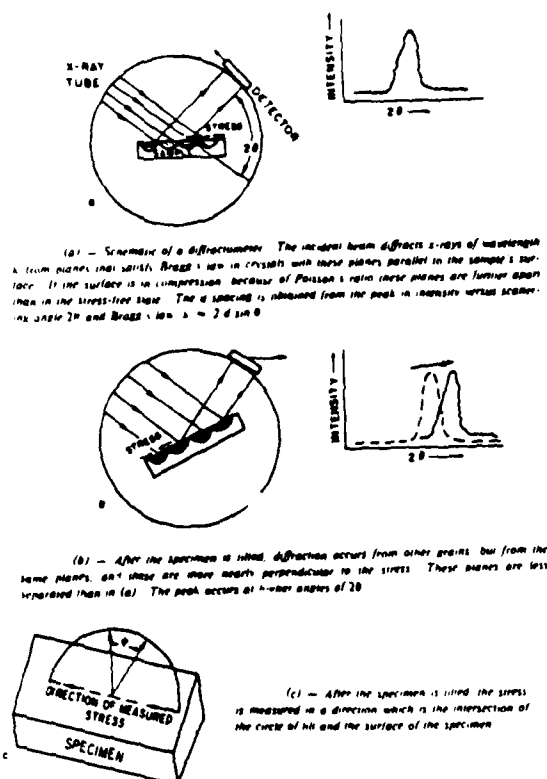 X-RAY
TUBE
DETECTOR
STRESS
2θ
INTENSITY
2θ
a
(a) — Schematic of a diffractometer. The incident beam diffracts x-rays of wavelength
λ from planes that satisfy Bragg's law in crystals with these planes parallel to the sample's sur-
face. If the surface is in compression, because of Poisson's ratio these planes are further apart
than in the stress-free state. The d spacing is obtained from the peak in intensity versus scatter-
ing angle 2θ and Bragg's law, λ = 2 d sin θ
STRESS
INTENSITY
2θ
(b) — After the specimen is tilted, diffraction occurs from other grains, but from the
same planes, and these are more nearly perpendicular to the stress. These planes are less
separated than in (a). The peak occurs at higher angles of 2θ
ψ
DIRECTION OF MEASURED
STRESS
SPECIMEN
c
(c) — After the specimen is tilted, the stress
is measured in a direction which is the intersection of
the circle of tilt and the surface of the specimen